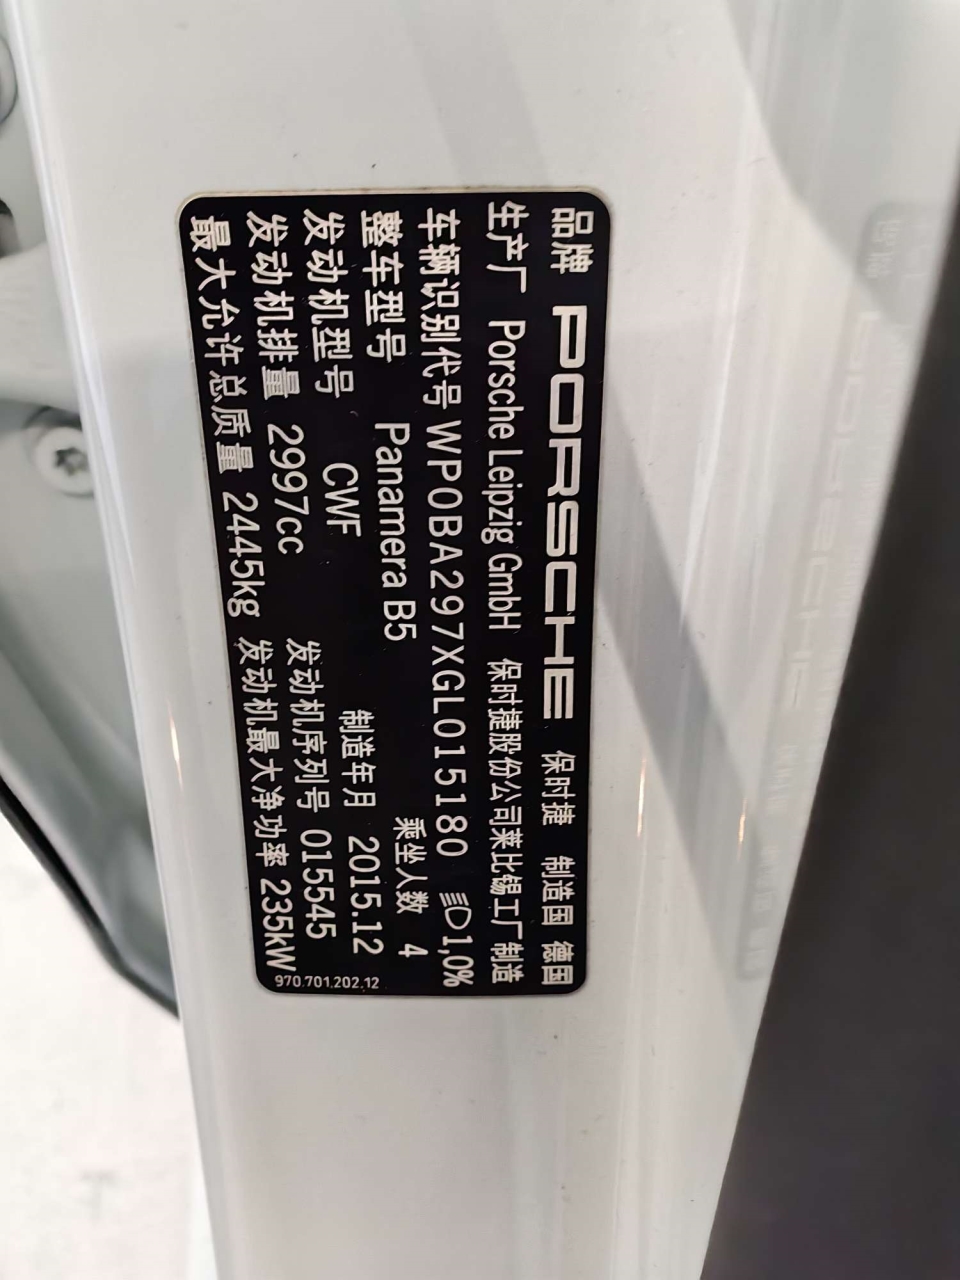 品牌 PORSCHE 保时捷 制造国 德国
生产厂 Porsche Leipzig GmbH 保时捷股份公司莱比锡工厂制造
车辆识别代号 WP0BA297XGL015180 1,0%
整车型号 Panamera B5 乘坐人数 4
发动机型号 CWF 制造年月 2015.12
发动机排量 2997cc 发动机序列号 015545
最大允许总质量 2445kg 发动机最大净功率 235kW
970.701.202.12